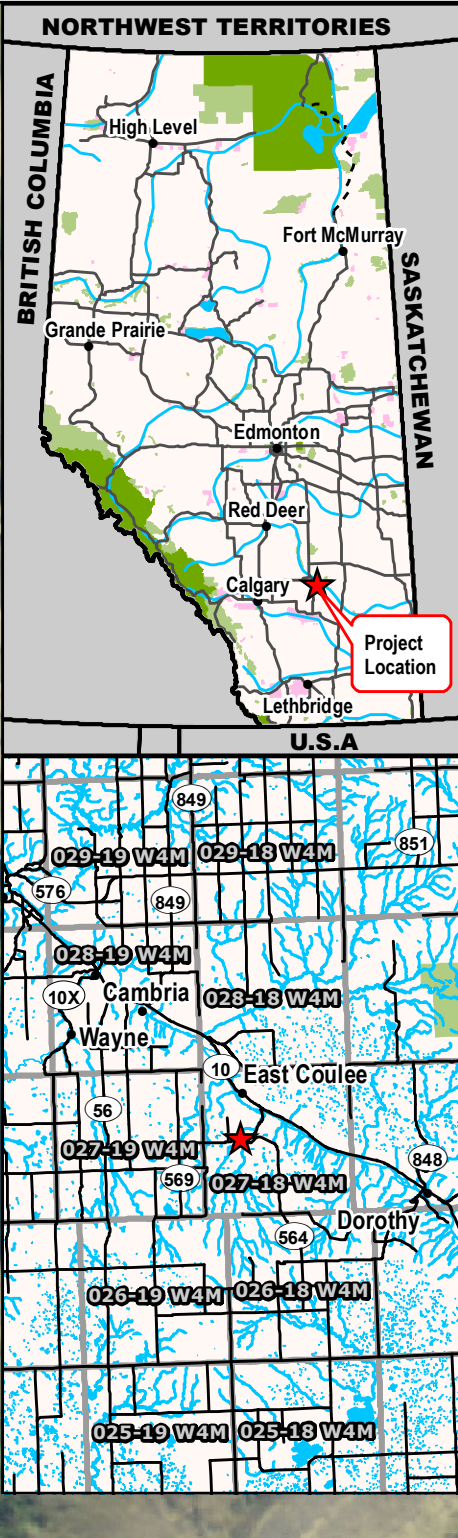 NORTHWEST TERRITORIES
BRITISH COLUMBIA
High Level
Fort McMurray
SASKATCHEWAN
Grande Prairie
Edmonton
Red Deer
Calgary
Project
Location
Lethbridge
U.S.A
849
851
029-19 W4M
029-18 W4M
576
849
028-19 W4M
10X
Cambria
028-18 W4M
Wayne
10
East Coulee
56
027-19 W4M
848
569
027-18 W4M
Dorothy
564
026-19 W4M
026-18 W4M
025-19 W4M
025-18 W4M